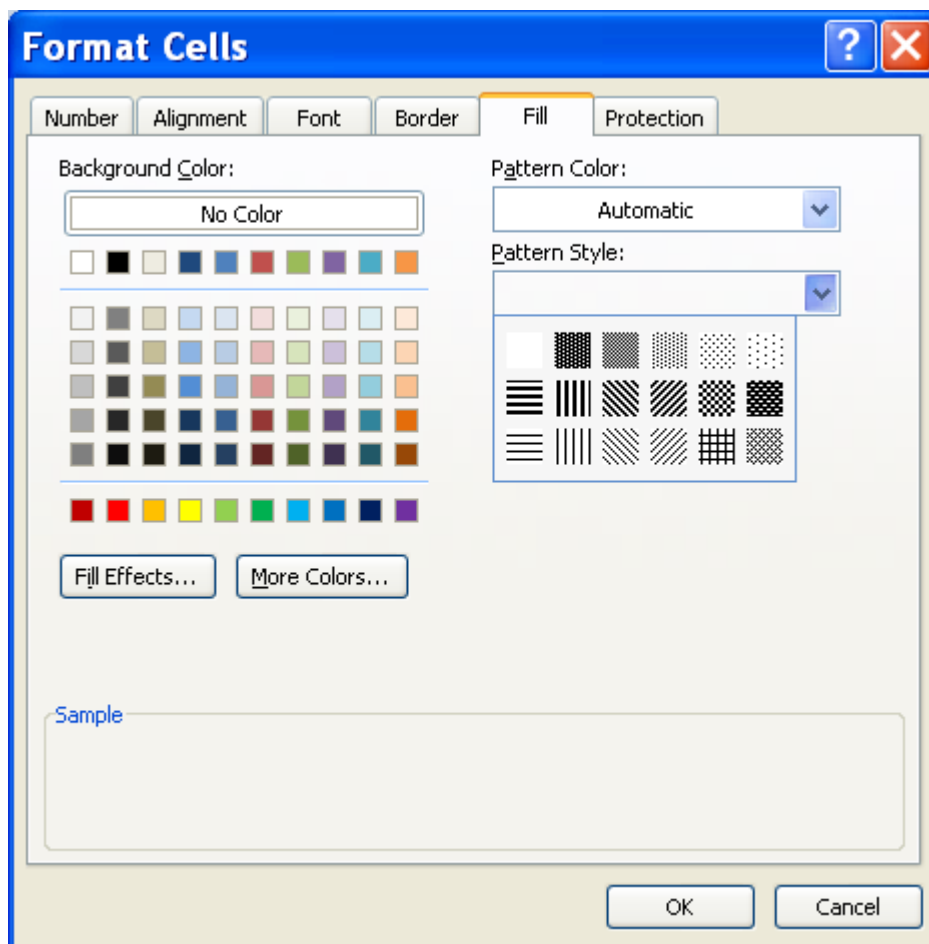 Format Cells
Number Alignment Font Border Fill Protection
Background Color:
No Color
Pattern Color:
Automatic
Pattern Style:
Fill Effects... More Colors...
Sample
OK Cancel